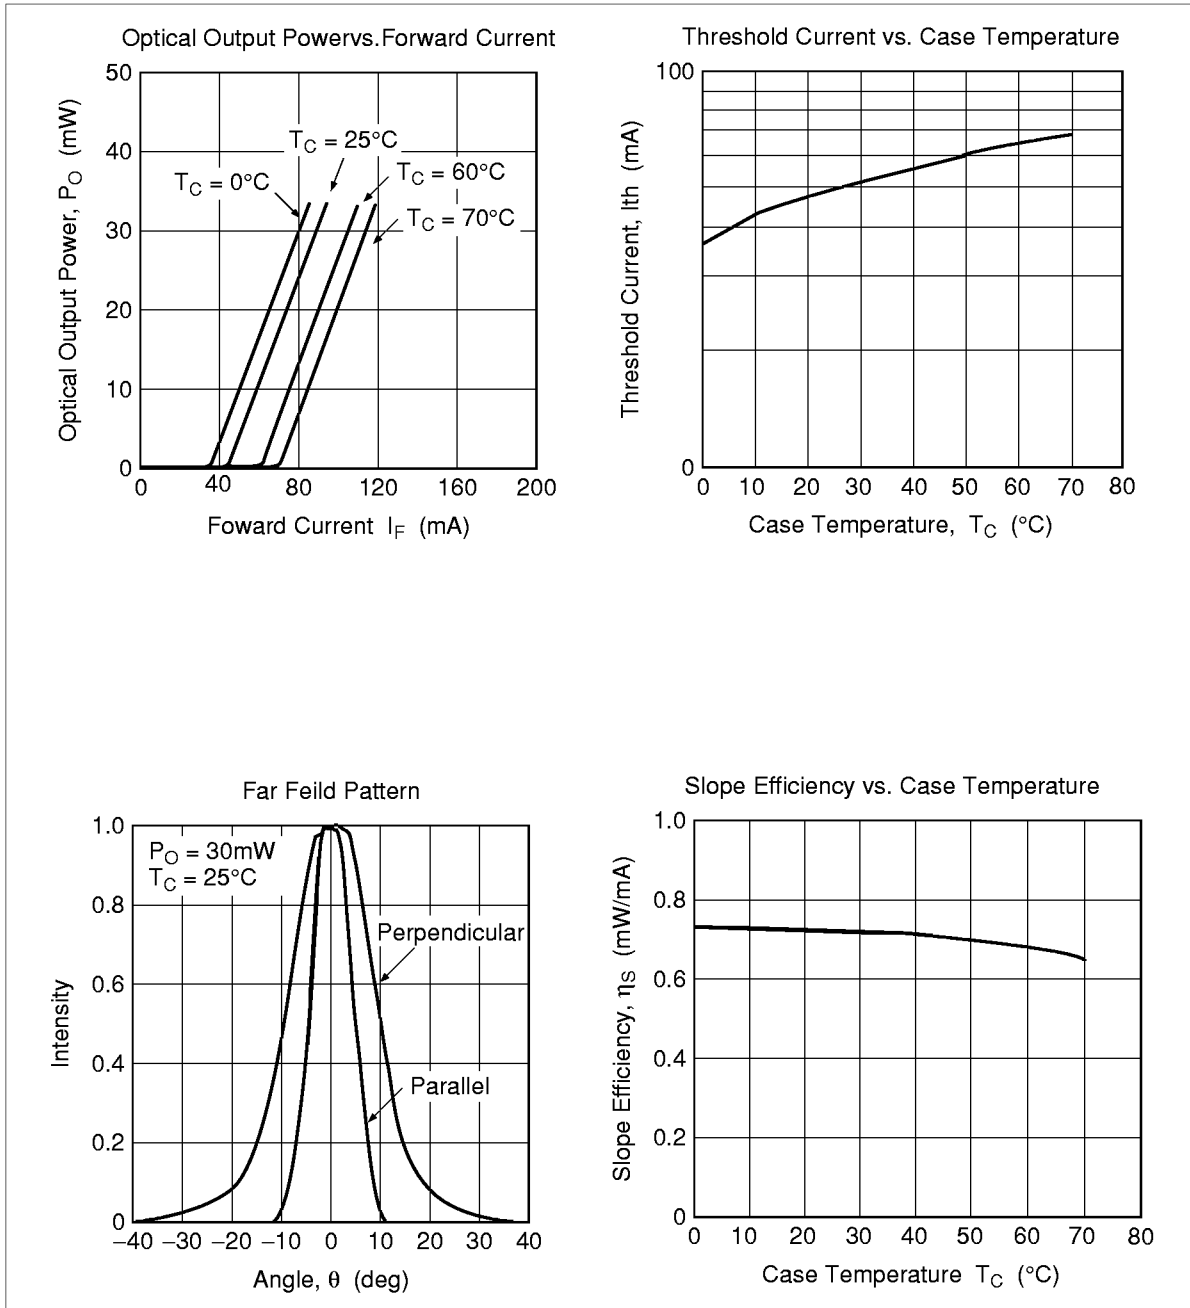 Optical Output Powervs.Forward Current
Optical Output Power, PO (mW)
50
40
30
20
10
0
TC = 25°C
TC = 0°C
TC = 60°C
TC = 70°C
0 40 80 120 160 200
Foward Current IF (mA)
Threshold Current vs. Case Temperature
Threshold Current, Ith (mA)
100
0
0 10 20 30 40 50 60 70 80
Case Temperature, TC (°C)
Far Feild Pattern
Intensity
1.0
0.8
0.6
0.4
0.2
0
PO = 30mW
TC = 25°C
Perpendicular
Parallel
–40 –30 –20 –10 0 10 20 30 40
Angle, θ (deg)
Slope Efficiency vs. Case Temperature
Slope Efficiency, ηS (mW/mA)
1.0
0.8
0.6
0.4
0.2
0
0 10 20 30 40 50 60 70 80
Case Temperature TC (°C)